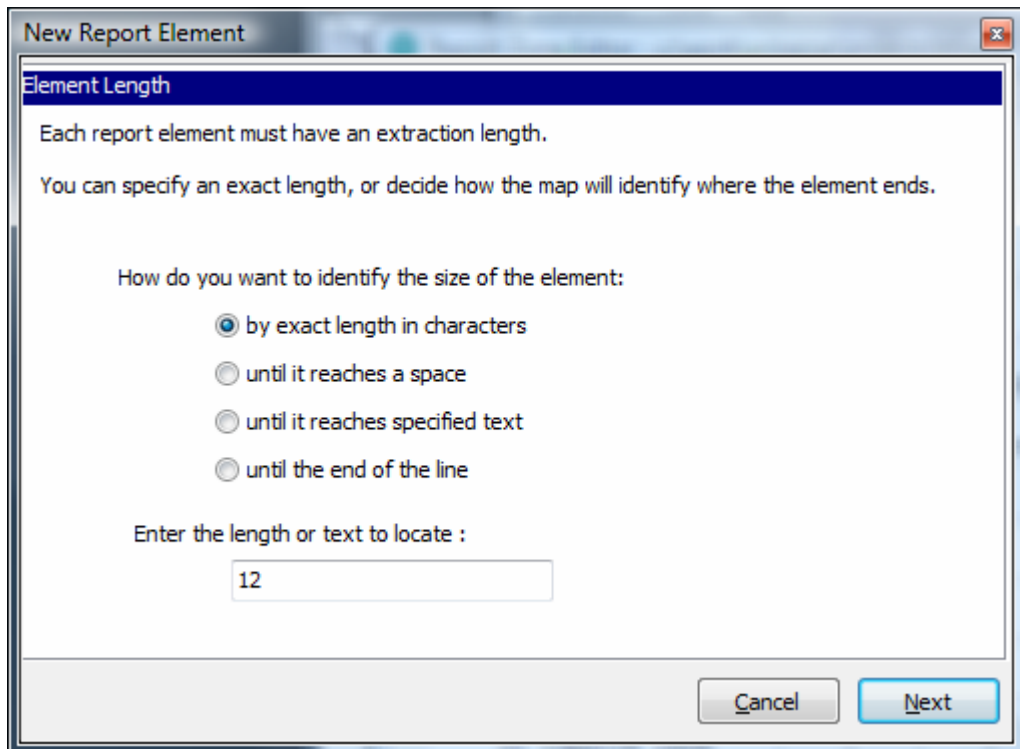 New Report Element
Element Length
Each report element must have an extraction length.
You can specify an exact length, or decide how the map will identify where the element ends.
How do you want to identify the size of the element:
by exact length in characters
until it reaches a space
until it reaches specified text
until the end of the line
Enter the length or text to locate :
12
Cancel
Next